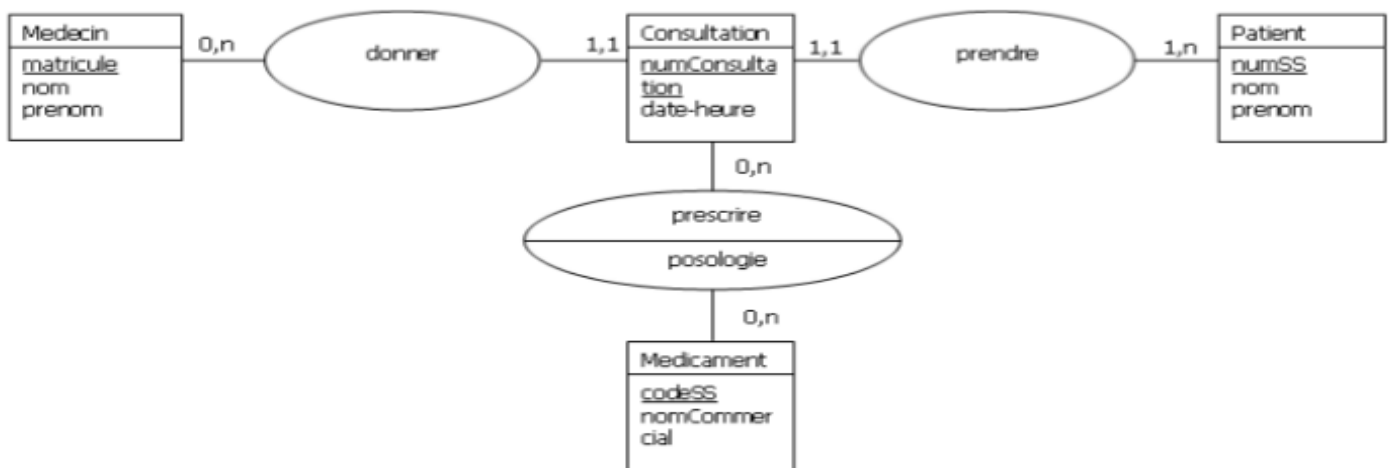 Medecin
matricule
nom
prenom
0,n
donner
1,1
Consultation
numConsulta
tion
date-heure
1,1
prendre
1,n
Patient
numSS
nom
prenom
0,n
prescrire
posologie
0,n
Medicament
codeSS
nomCommer
cial